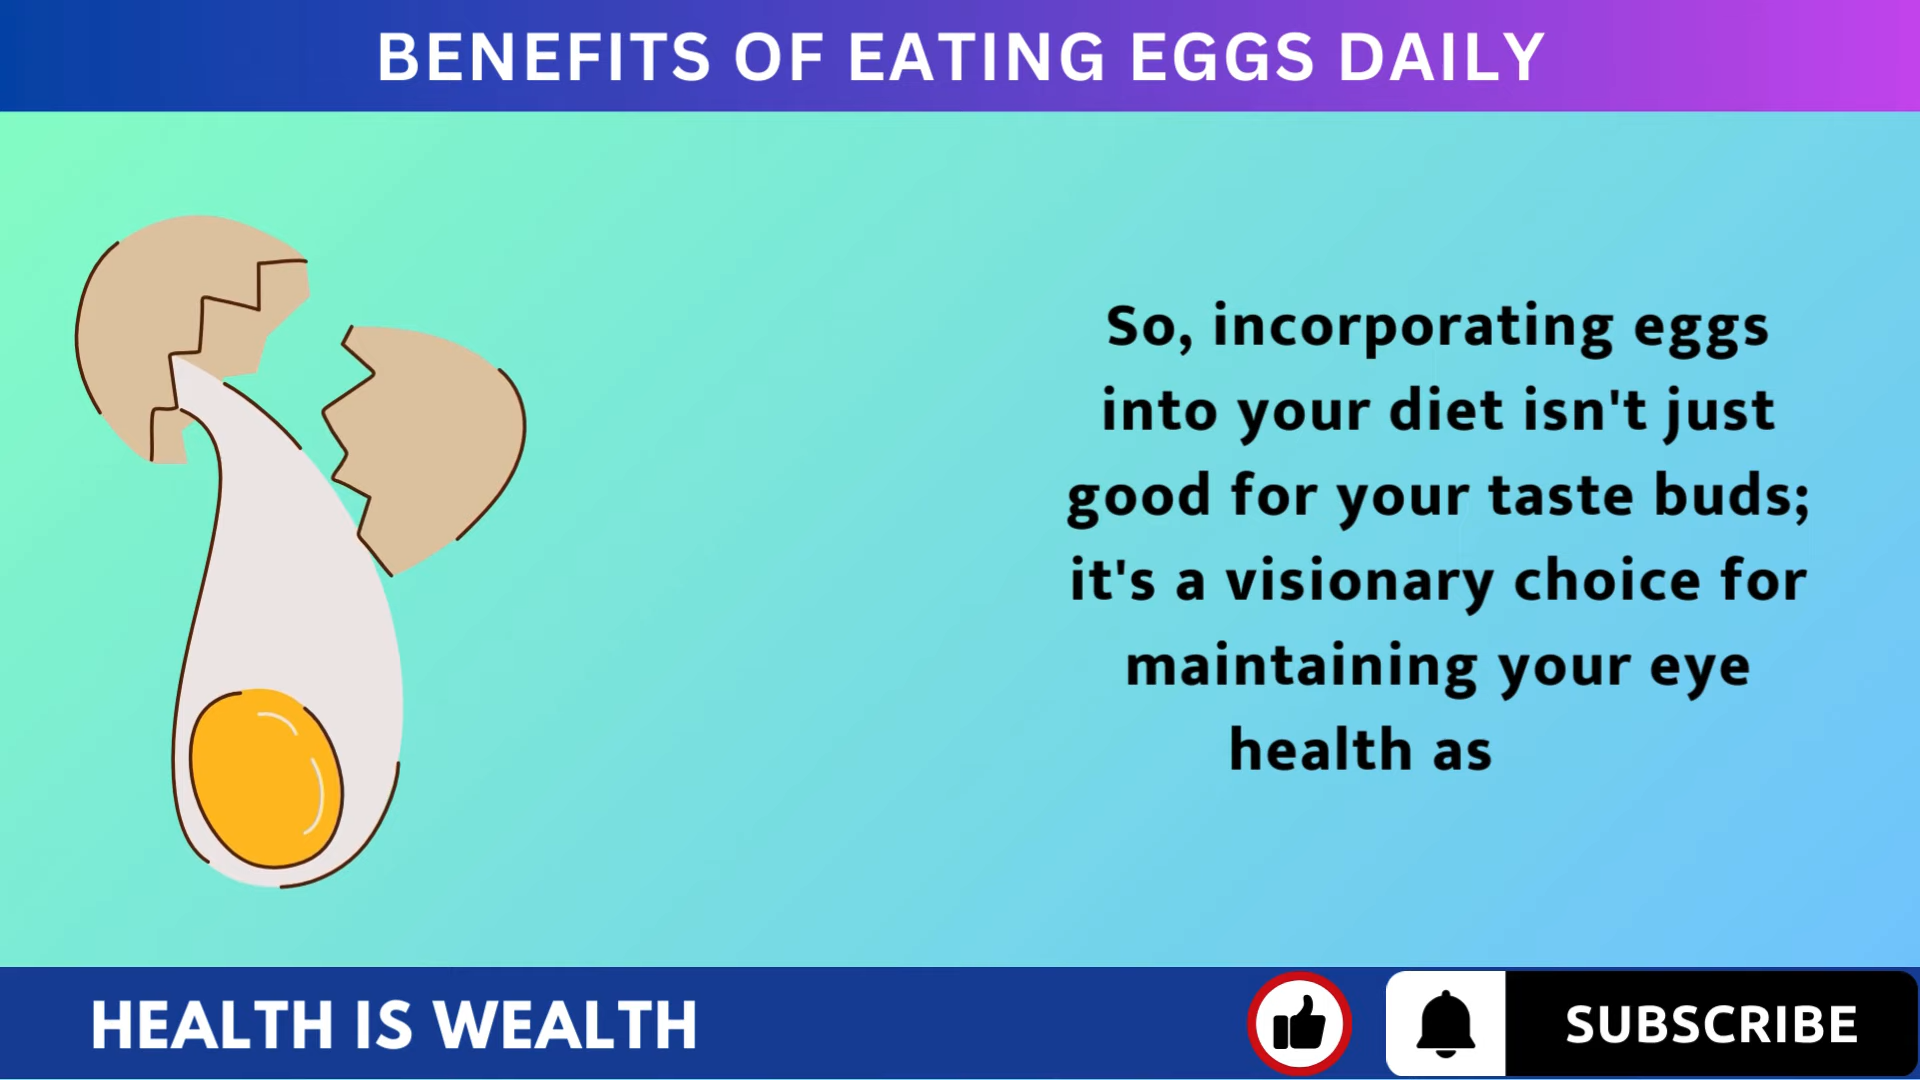 BENEFITS OF EATING EGGS DAILY
So, incorporating eggs
into your diet isn't just
good for your taste buds;
it's a visionary choice for
maintaining your eye
health as
HEALTH IS WEALTH
SUBSCRIBE